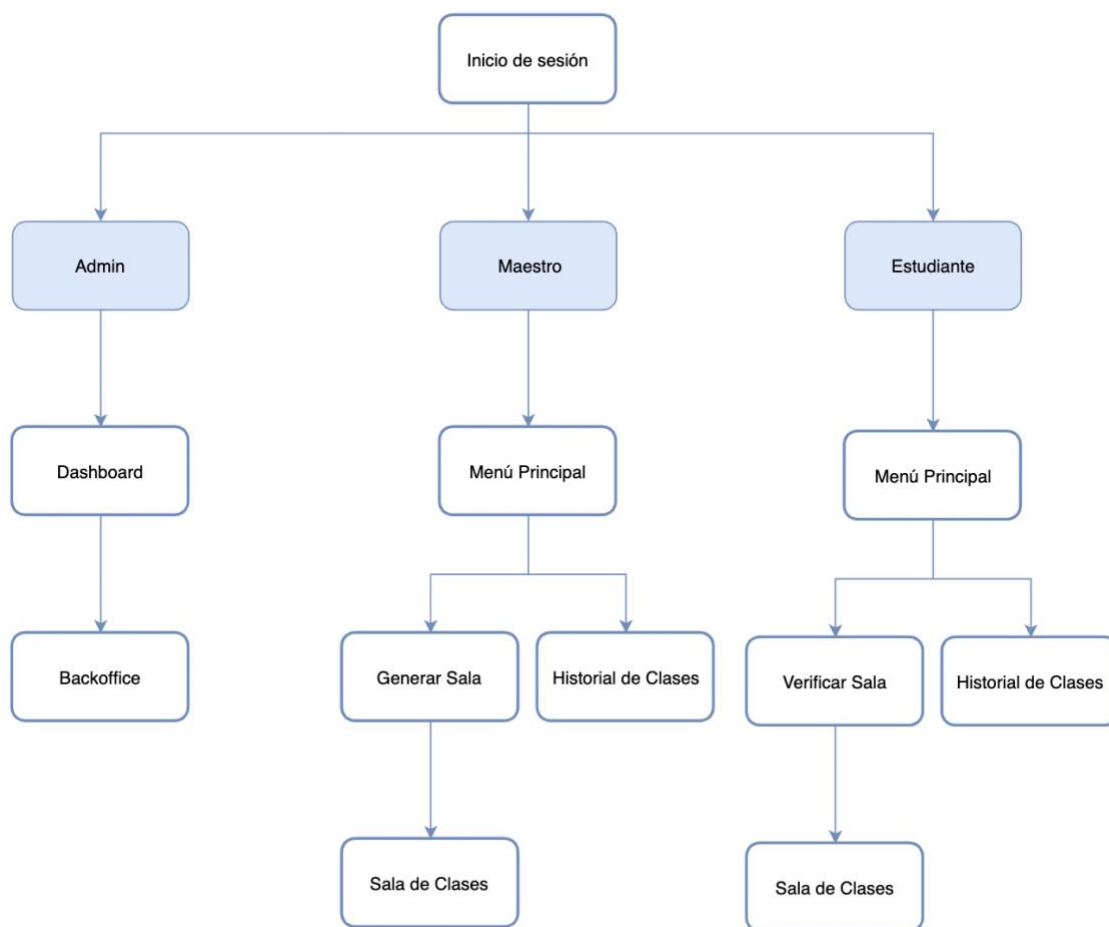 Inicio de sesión
Admin
Maestro
Estudiante
Dashboard
Menú Principal
Menú Principal
Backoffice
Generar Sala
Historial de Clases
Verificar Sala
Historial de Clases
Sala de Clases
Sala de Clases